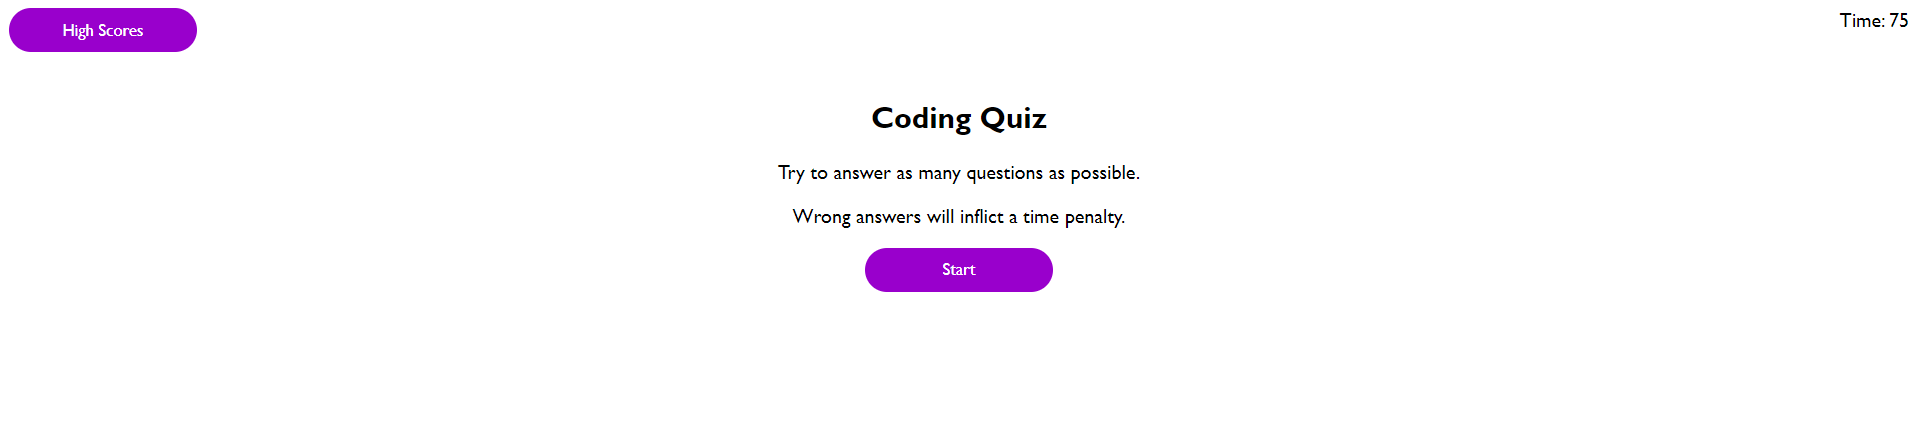 High Scores
Time: 75
Coding Quiz
Try to answer as many questions as possible.
Wrong answers will inflict a time penalty.
Start